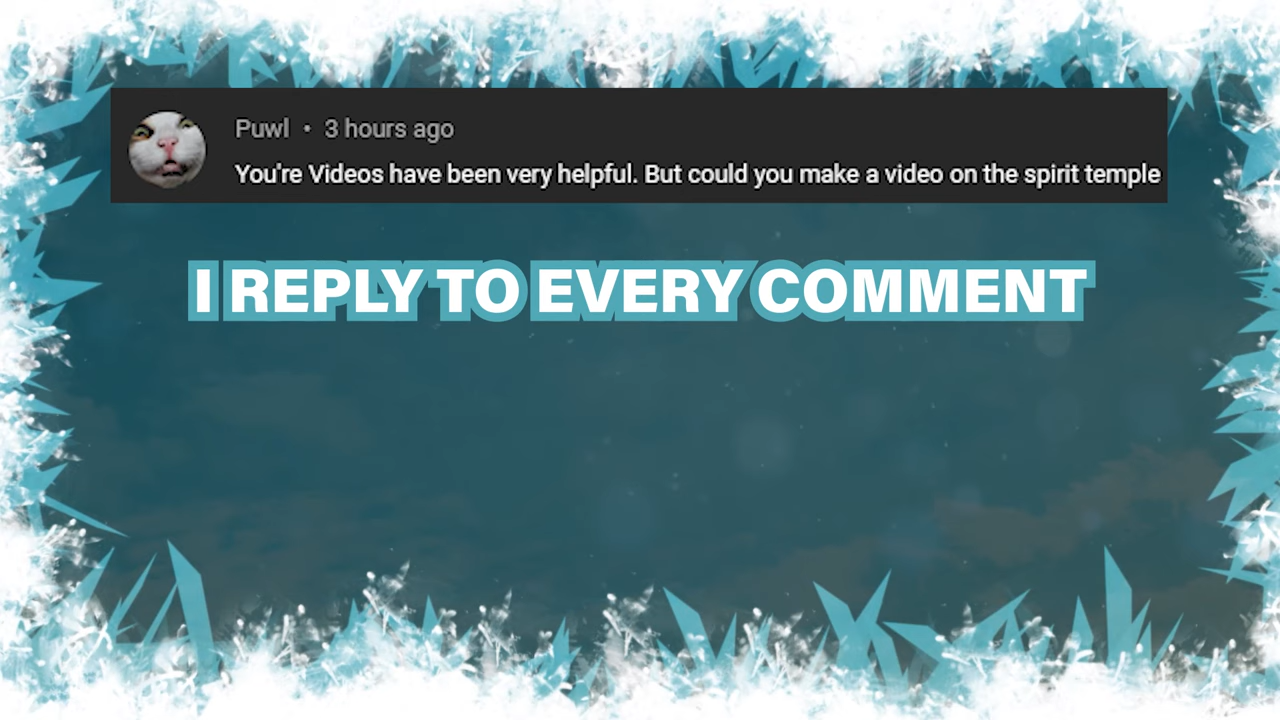 Puwl • 3 hours ago
You're Videos have been very helpful. But could you make a video on the spirit temple
I REPLY TO EVERY COMMENT